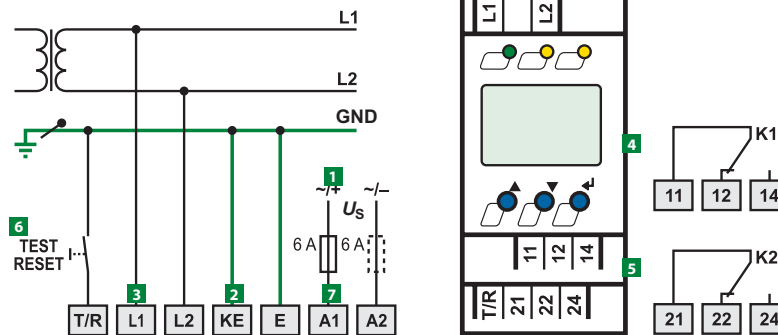 L1
L2
GND
1
~/+ ~/–
US
6 A 6 A
6
TEST
RESET
3 2 7
T/R L1 L2 KE E A1 A2
L1 L2
4
11 12 14
5
T/R 21 22 24
K1
11 12 14
K2
21 22 24